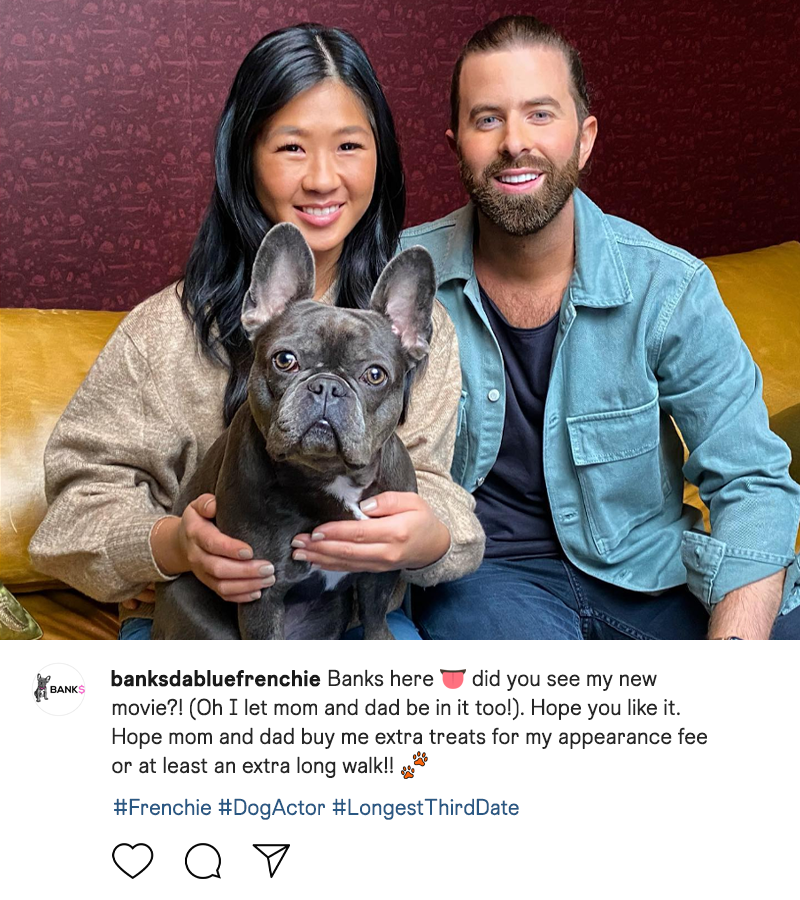 BANK$
banksdabluefrenchie Banks here 👅 did you see my new
movie?! (Oh I let mom and dad be in it too!). Hope you like it.
Hope mom and dad buy me extra treats for my appearance fee
or at least an extra long walk!! 🐾
#Frenchie #DogActor #LongestThirdDate